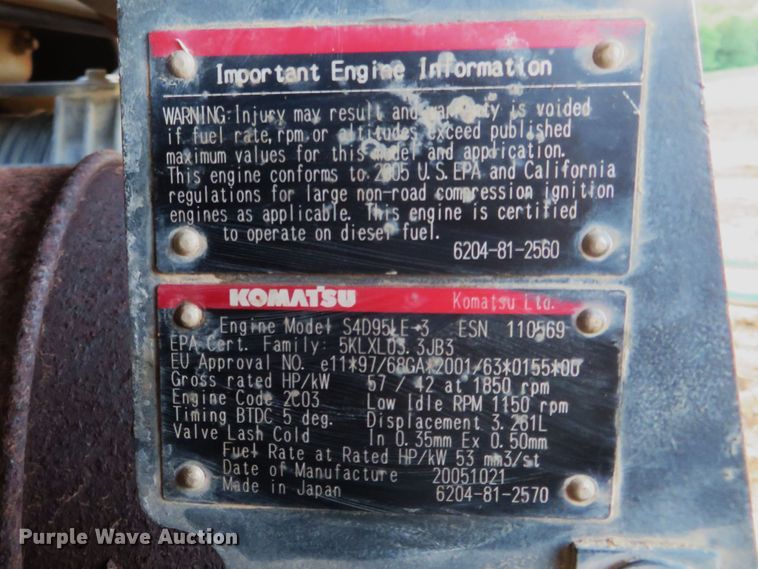 Important Engine Information
WARNING: Injury may result and warranty is voided
if fuel rate, rpm, or altitudes exceed published
maximum values for this model and application.
This engine conforms to 2005 U.S. EPA and California
regulations for large non-road compression ignition
engines as applicable. This engine is certified
to operate on diesel fuel.
6204-81-2560
KOMATSU Komatsu Ltd.
Engine Model S4D95LE-3 ESN 110569
EPA Cert. Family: 5KLXL03.3JB3
EU Approval NO. e11*97/68GA*2001/63*0155*00
Gross rated HP/kW 57 / 42 at 1850 rpm
Engine Code 2C03 Low Idle RPM 1150 rpm
Timing BTDC 5 deg. Displacement 3.261L
Valve Lash Cold In 0.35mm Ex 0.50mm
Fuel Rate at Rated HP/kW 53 mm3/st
Date of Manufacture 20051021
Made in Japan 6204-81-2570
Purple Wave Auction